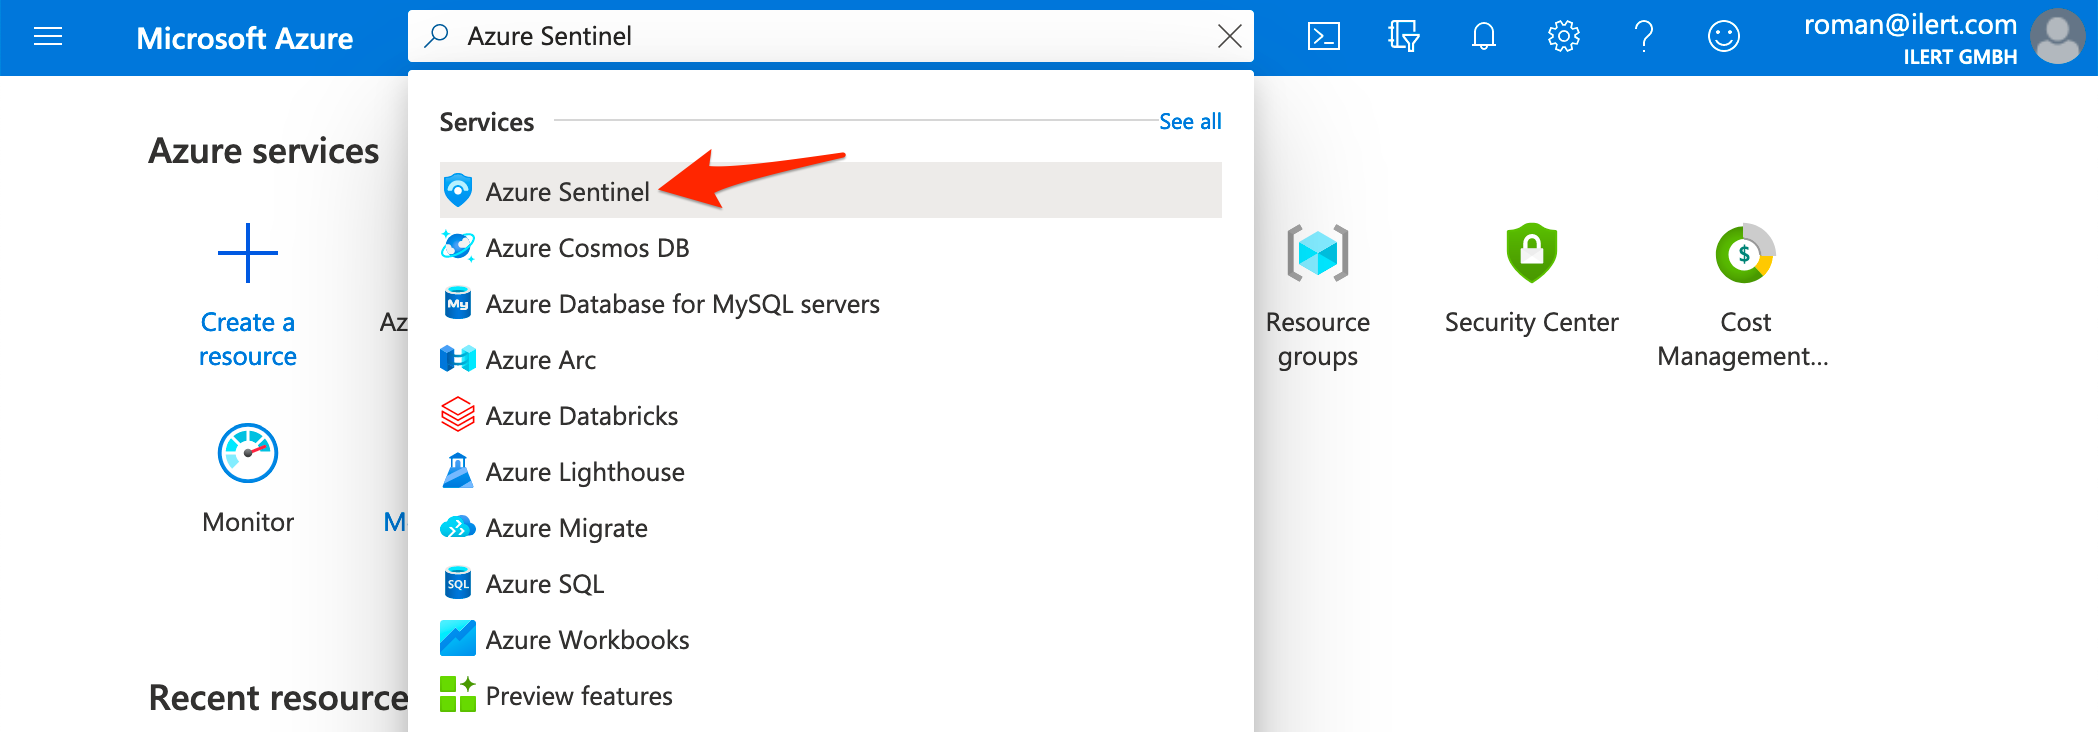 Microsoft Azure
Azure Sentinel
roman@ilert.com
ILERT GMBH
Services
See all
Azure Sentinel
Azure Cosmos DB
My
Azure Database for MySQL servers
Azure Arc
Azure Databricks
Azure Lighthouse
Azure Migrate
SQL
Azure SQL
Azure Workbooks
Preview features
Azure services
Create a
resource
Az
Resource
groups
Security Center
$
Cost
Management...
Monitor
M
Recent resource